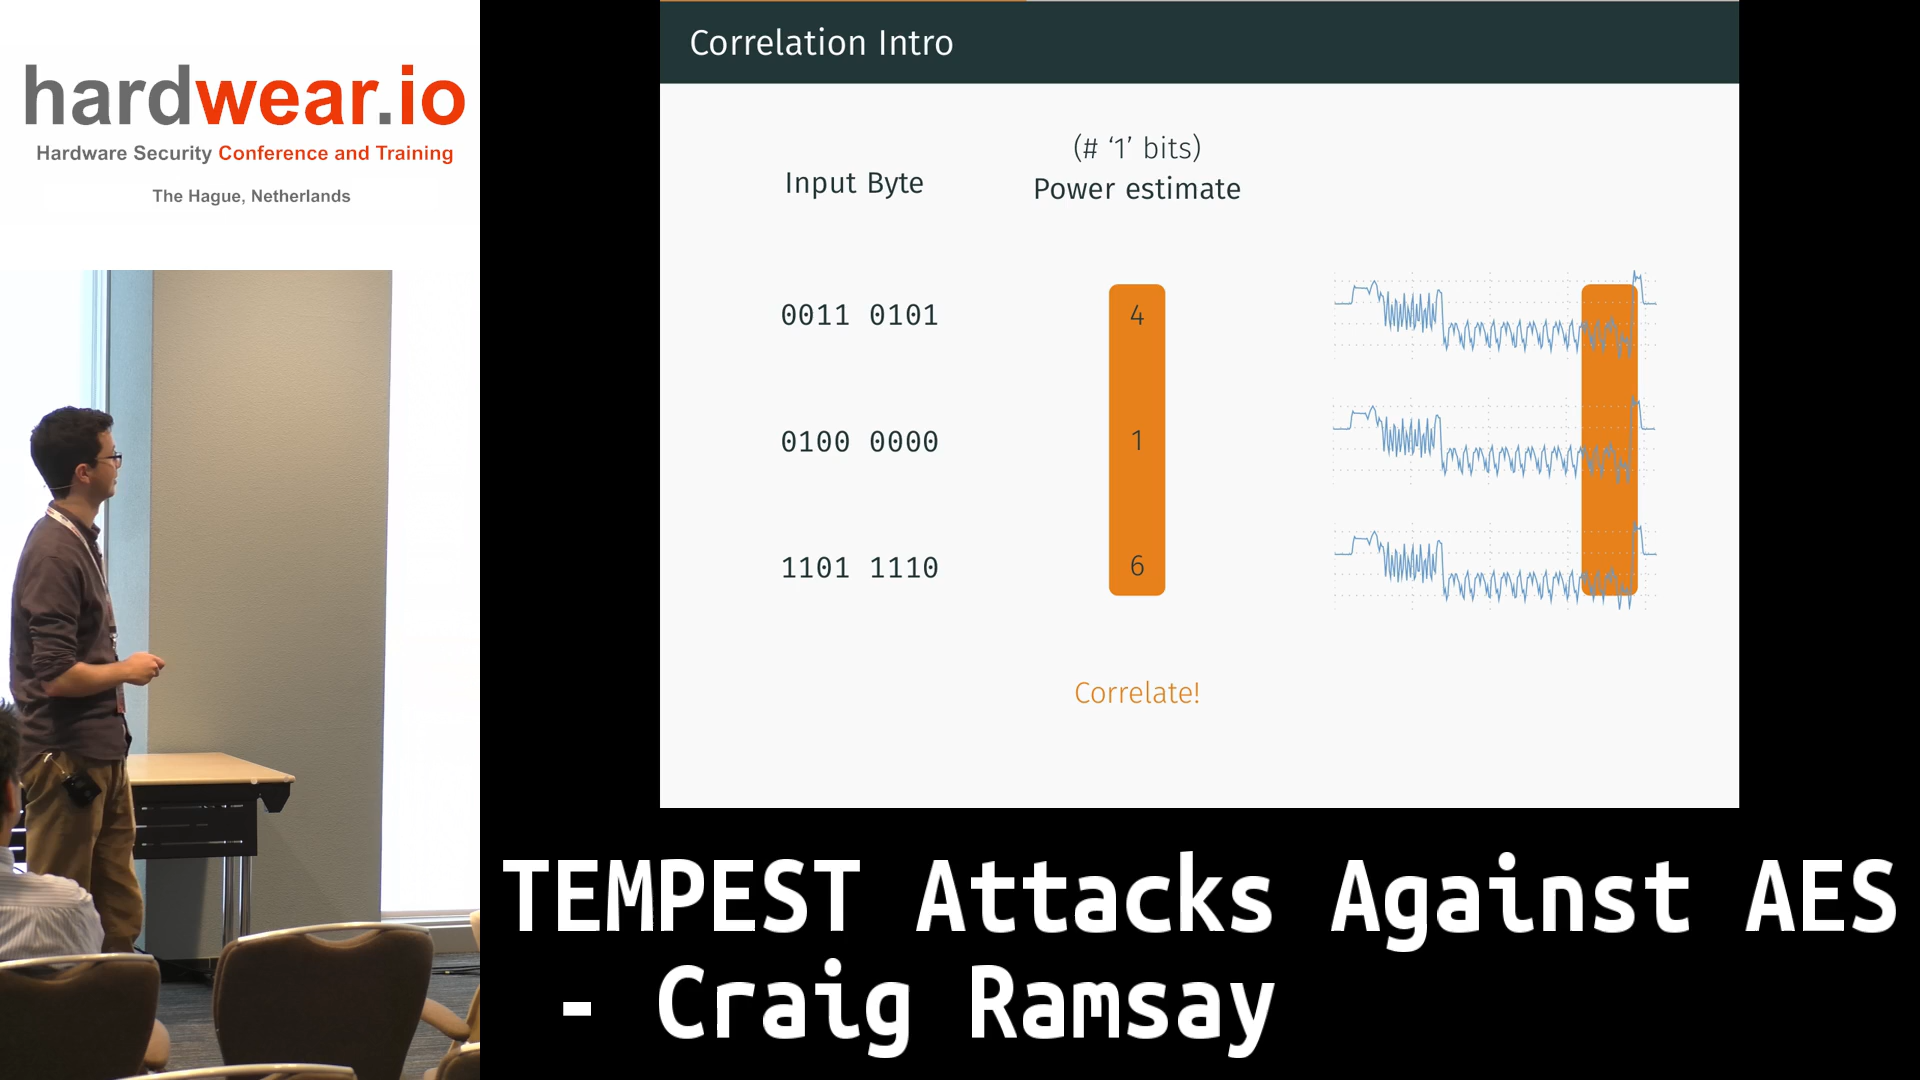 hardwear.io
Hardware Security Conference and Training
The Hague, Netherlands
Correlation Intro
(# ‘1’ bits)
Input Byte
Power estimate
0011 0101
4
0100 0000
1
1101 1110
6
Correlate!
TEMPEST Attacks Against AES
- Craig Ramsay